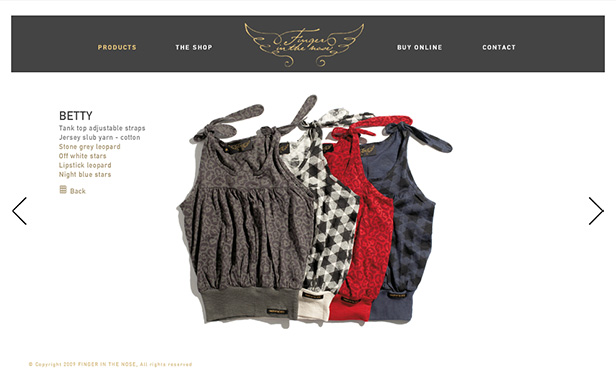 PRODUCTS THE SHOP Finger in the nose BUY ONLINE CONTACT
BETTY
Tank top adjustable straps
Jersey slub yarn - cotton
Stone grey leopard
Off white stars
Lipstick leopard
Night blue stars
Back
© Copyright 2009 FINGER IN THE NOSE, All rights reserved